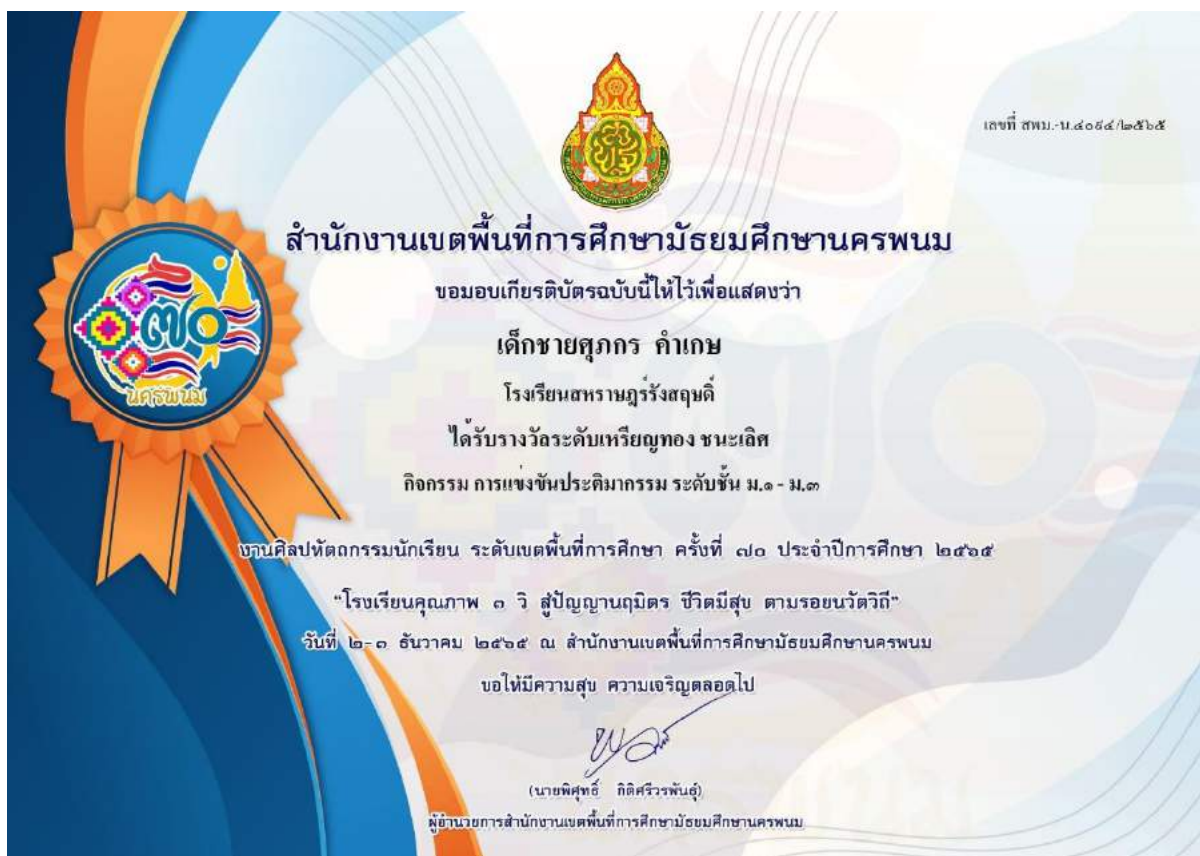 เลขที่ สพม.-น.๔๐๙๔/๒๕๖๕
สำนักงานเขตพื้นที่การศึกษามัธยมศึกษานครพนม
ขอมอบเกียรติบัตรฉบับนี้ให้ไว้เพื่อแสดงว่า
๗๐
นครพนม
เด็กชายศุภกร คำเกษ
โรงเรียนสหราษฎร์รังสฤษดิ์
ได้รับรางวัลระดับเหรียญทอง ชนะเลิศ
กิจกรรม การแข่งขันประติมากรรม ระดับชั้น ม.๑ - ม.๓
งานศิลปหัตถกรรมนักเรียน ระดับเขตพื้นที่การศึกษา ครั้งที่ ๗๐ ประจำปีการศึกษา ๒๕๖๕
“โรงเรียนคุณภาพ ๓ วิ สู่ปัญญานฤมิตร ชีวิตมีสุข ตามรอยนวัตวิถี”
วันที่ ๒-๓ ธันวาคม ๒๕๖๕ ณ สำนักงานเขตพื้นที่การศึกษามัธยมศึกษานครพนม
ขอให้มีความสุข ความเจริญตลอดไป
(นายพิศุทธิ์ กิติศรีวรพันธุ์)
ผู้อำนวยการสำนักงานเขตพื้นที่การศึกษามัธยมศึกษานครพนม